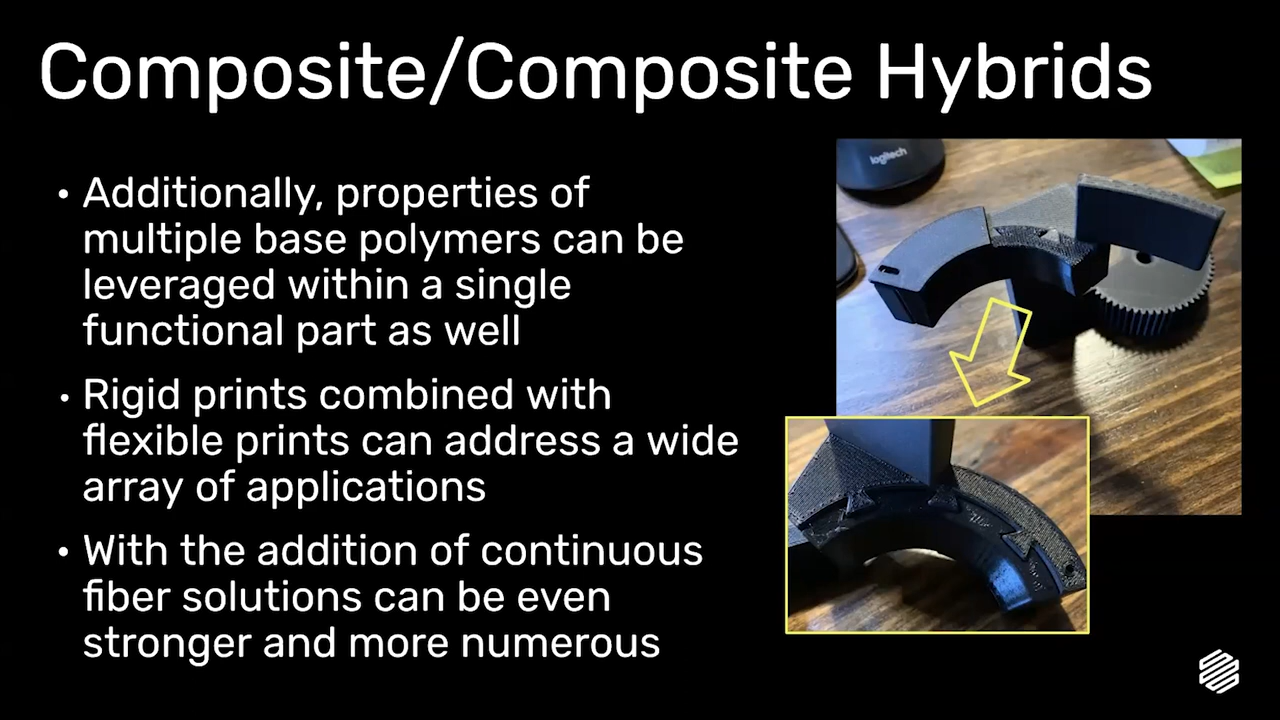 Composite/Composite Hybrids
• Additionally, properties of
multiple base polymers can be
leveraged within a single
functional part as well
• Rigid prints combined with
flexible prints can address a wide
array of applications
• With the addition of continuous
fiber solutions can be even
stronger and more numerous
logitech